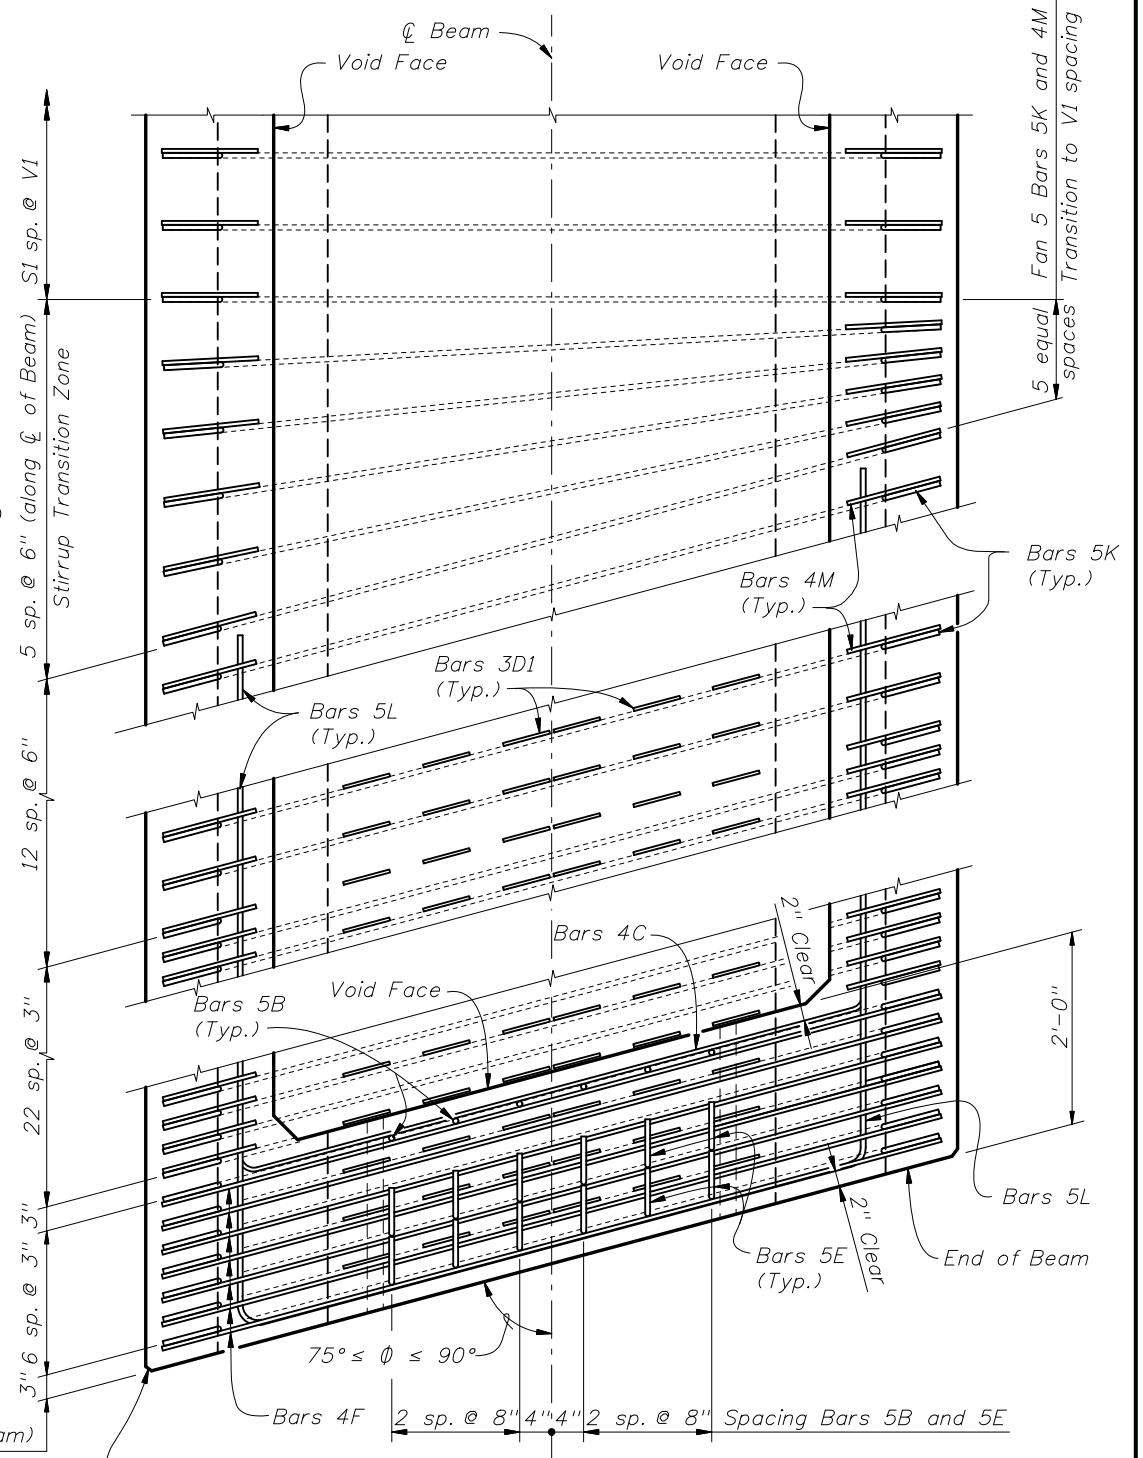 ℄ Beam
Void Face
Void Face
S1 sp. @ V1
5 sp. @ 6" (along ℄ of Beam)
Stirrup Transition Zone
12 sp. @ 6"
22 sp. @ 3"
3"
6 sp. @ 3"
3"
Fan 5 Bars 5K and 4M
Transition to V1 spacing
5 equal
spaces
Bars 5K
(Typ.)
Bars 4M
(Typ.)
Bars 3D1
(Typ.)
Bars 5L
(Typ.)
Bars 4C
2" Clear
Void Face
Bars 5B
(Typ.)
2'-0"
Bars 5L
Bars 5E
(Typ.)
2" Clear
End of Beam
75° ≤ ϕ ≤ 90°
Bars 4F
2 sp. @ 8" 4" 4" 2 sp. @ 8" Spacing Bars 5B and 5E
am)